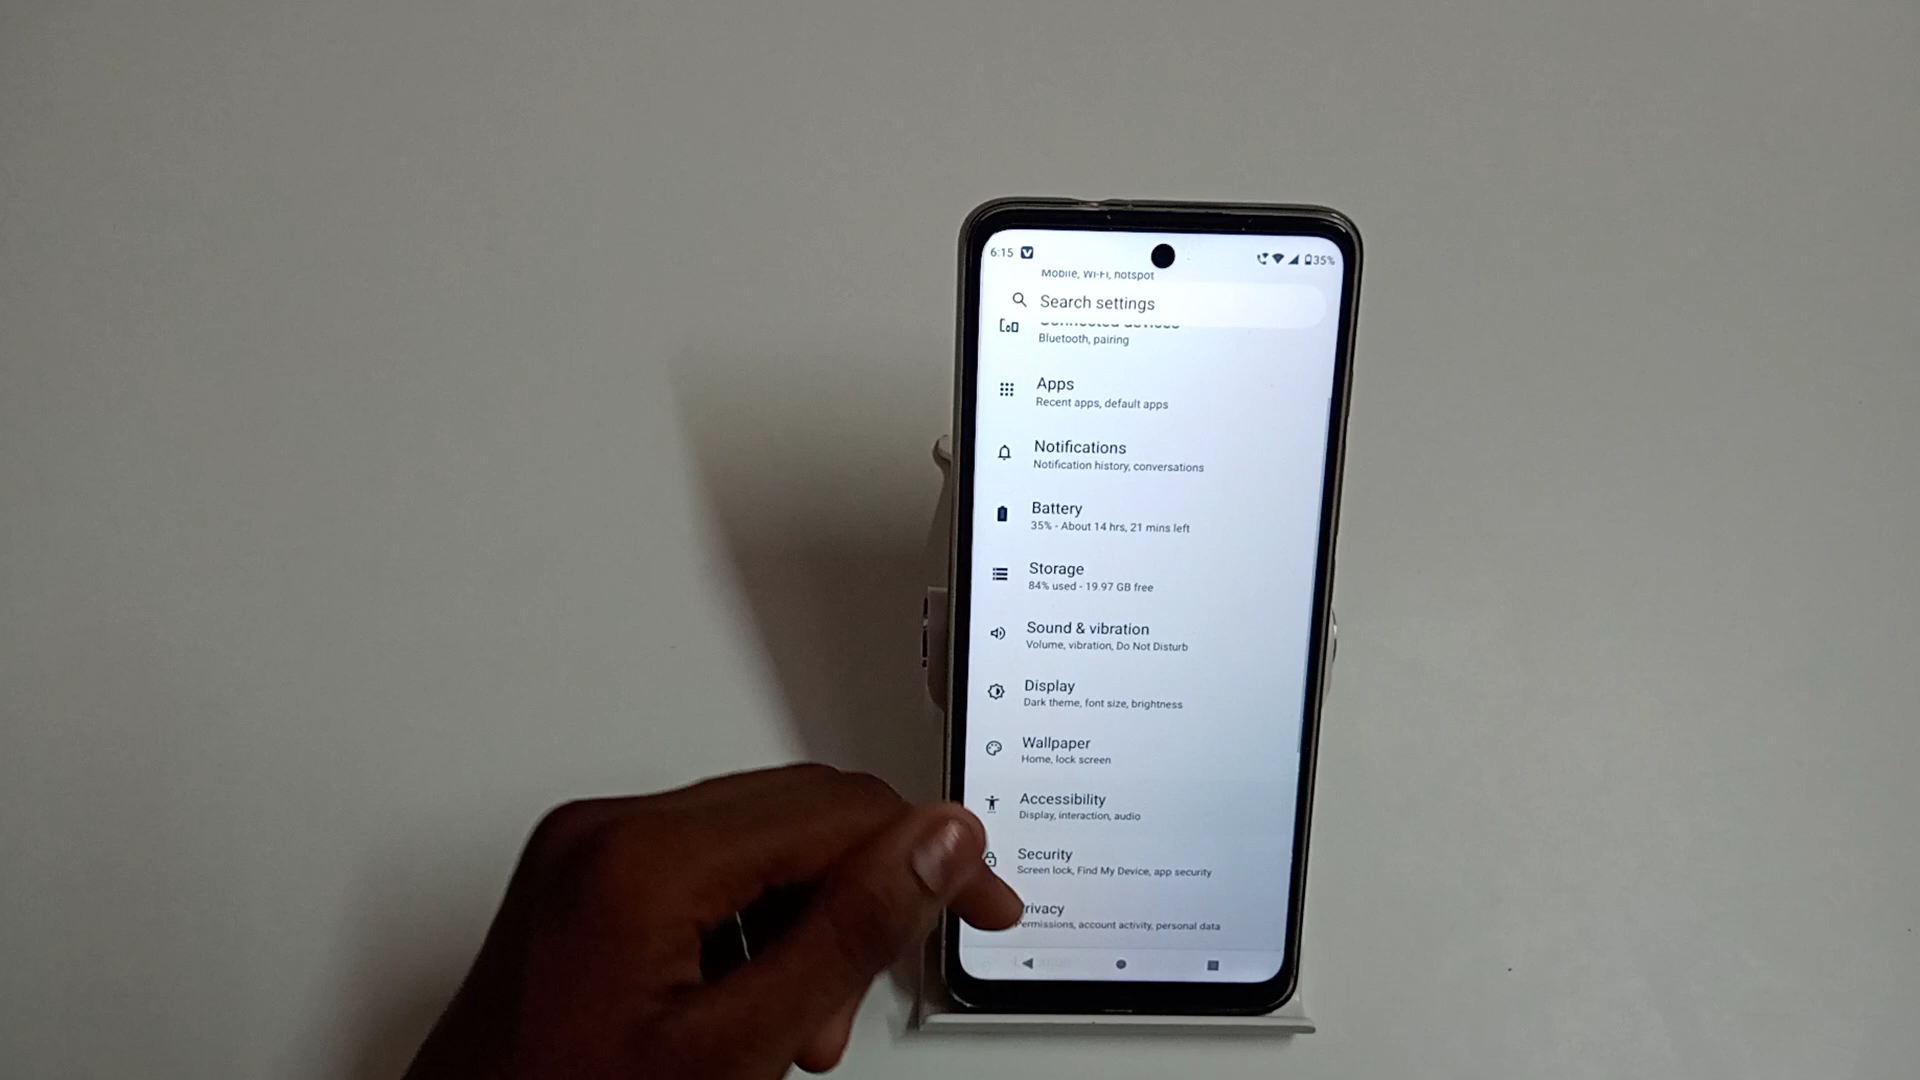 6:15
35%
Mobile, Wi-Fi, hotspot
Search settings
Connected devices
Bluetooth, pairing
Apps
Recent apps, default apps
Notifications
Notification history, conversations
Battery
35% - About 14 hrs, 21 mins left
Storage
84% used - 19.97 GB free
Sound & vibration
Volume, vibration, Do Not Disturb
Display
Dark theme, font size, brightness
Wallpaper
Home, lock screen
Accessibility
Display, interaction, audio
Security
Screen lock, Find My Device, app security
rivacy
Permissions, account activity, personal data